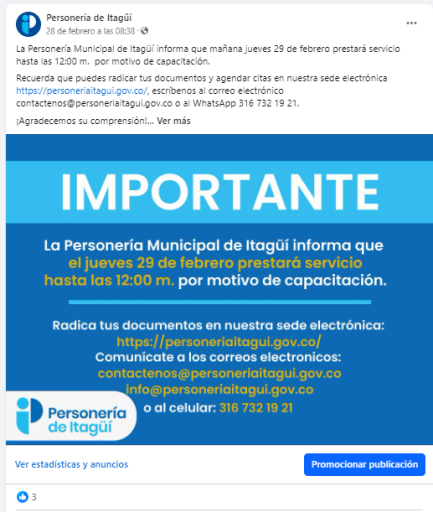 Personería de Itagüí
28 de febrero a las 08:38 ·
La Personería Municipal de Itagüí informa que mañana jueves 29 de febrero prestará servicio
hasta las 12:00 m. por motivo de capacitación.
Recuerda que puedes radicar tus documentos y agendar citas en nuestra sede electrónica
https://personeriaitagui.gov.co/, escríbenos al correo electrónico
contactenos@personeriaitagui.gov.co o al WhatsApp 316 732 19 21.
¡Agradecemos su comprensión!... Ver más
IMPORTANTE
La Personería Municipal de Itagüí informa que
el jueves 29 de febrero prestará servicio
hasta las 12:00 m. por motivo de capacitación.
Radica tus documentos en nuestra sede electrónica:
https://personeriaitagui.gov.co/
Comunícate a los correos electronicos:
contactenos@personeriaitagui.gov.co
info@personeriaitagui.gov.co
o al celular: 316 732 19 21
Personería
de Itagüí
Ver estadísticas y anuncios
Promocionar publicación
3